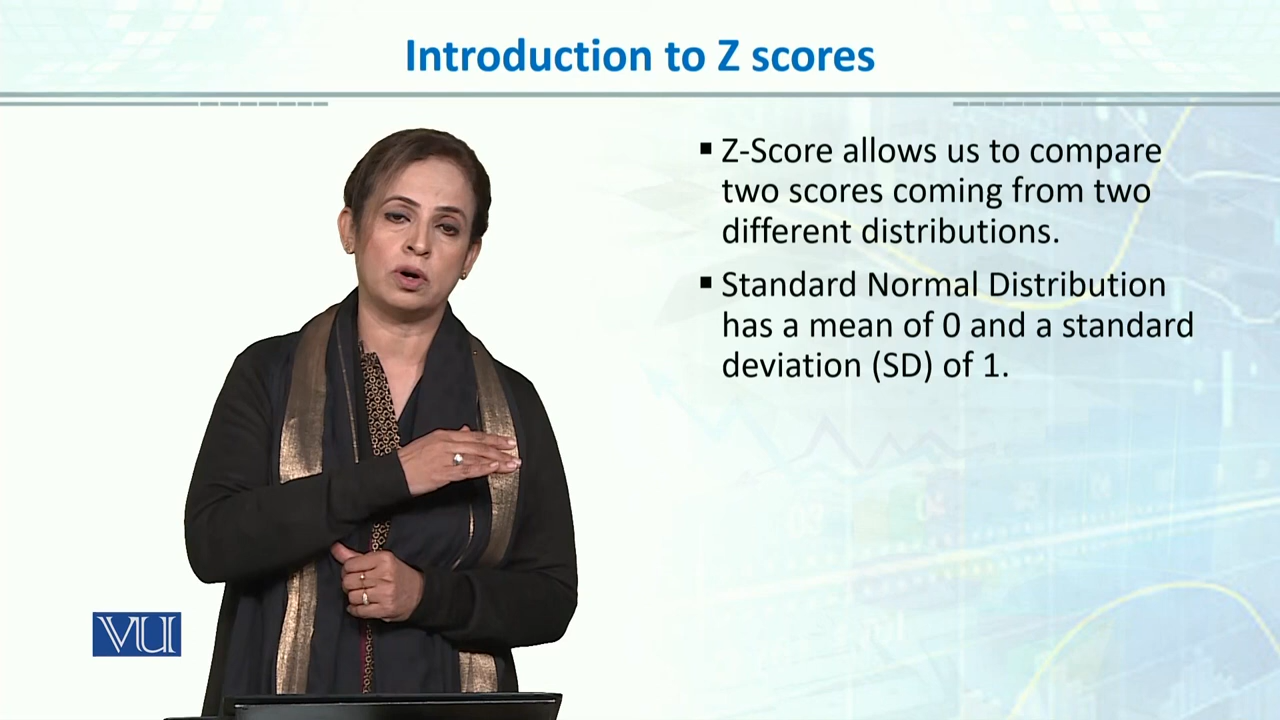 Introduction to Z scores
▪ Z-Score allows us to compare
two scores coming from two
different distributions.
▪ Standard Normal Distribution
has a mean of 0 and a standard
deviation (SD) of 1.
VU